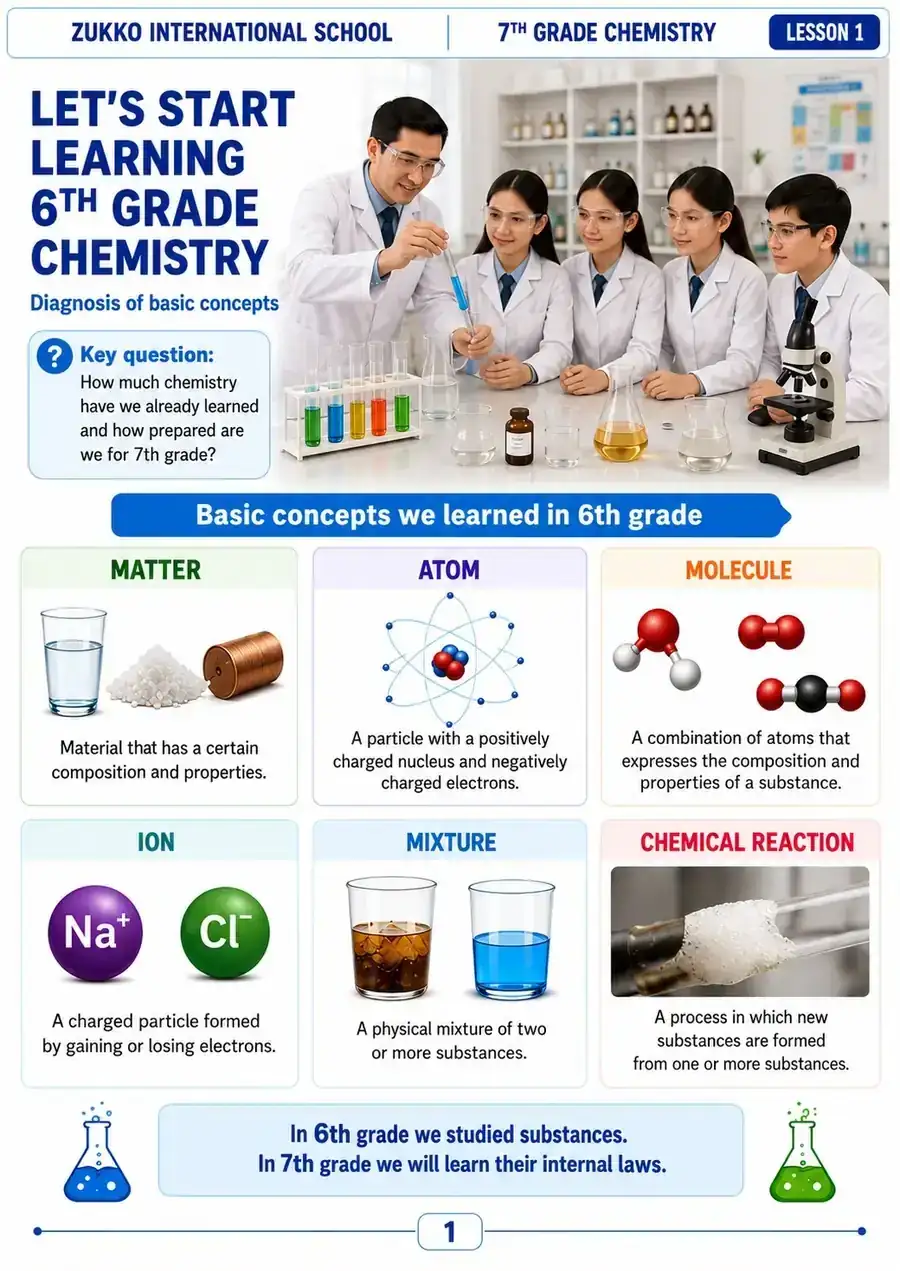 ZUKKO INTERNATIONAL SCHOOL
7TH GRADE CHEMISTRY
LESSON 1
LET'S START
LEARNING
6TH GRADE
CHEMISTRY
Diagnosis of basic concepts
?
Key question:
How much chemistry
have we already learned
and how prepared are
we for 7th grade?
Basic concepts we learned in 6th grade
MATTER
Material that has a certain
composition and properties.
ATOM
A particle with a positively
charged nucleus and negatively
charged electrons.
MOLECULE
A combination of atoms that
expresses the composition and
properties of a substance.
ION
Na+
Cl−
A charged particle formed
by gaining or losing electrons.
MIXTURE
A physical mixture of two
or more substances.
CHEMICAL REACTION
A process in which new
substances are formed
from one or more substances.
In 6th grade we studied substances.
In 7th grade we will learn their internal laws.
1